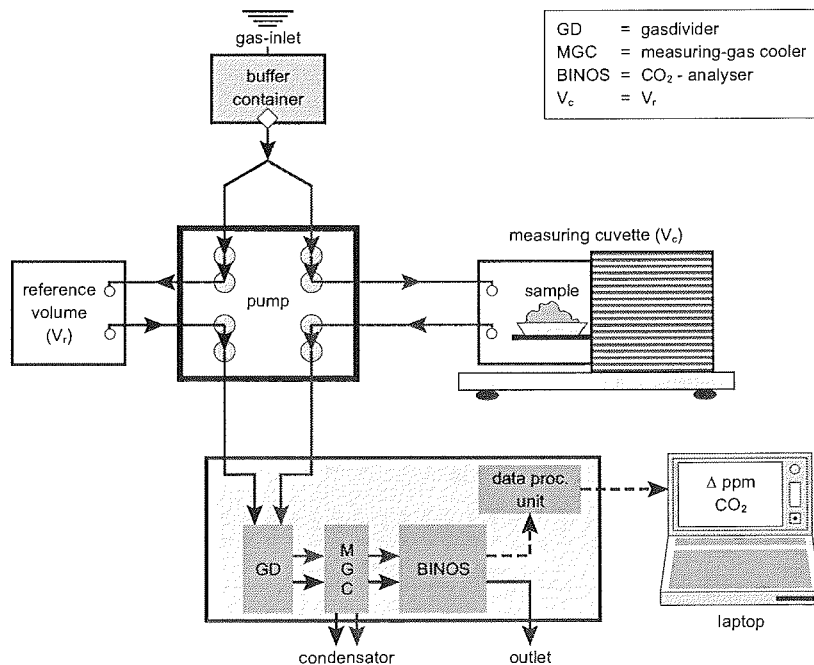 gas-inlet
buffer
container
GD = gasdivider
MGC = measuring-gas cooler
BINOS = CO₂ - analyser
V꜀ = Vᵣ
measuring cuvette (V꜀)
reference
volume
(Vᵣ)
pump
sample
data proc.
unit
Δ ppm
CO₂
GD
M
G
C
BINOS
laptop
condensator
outlet